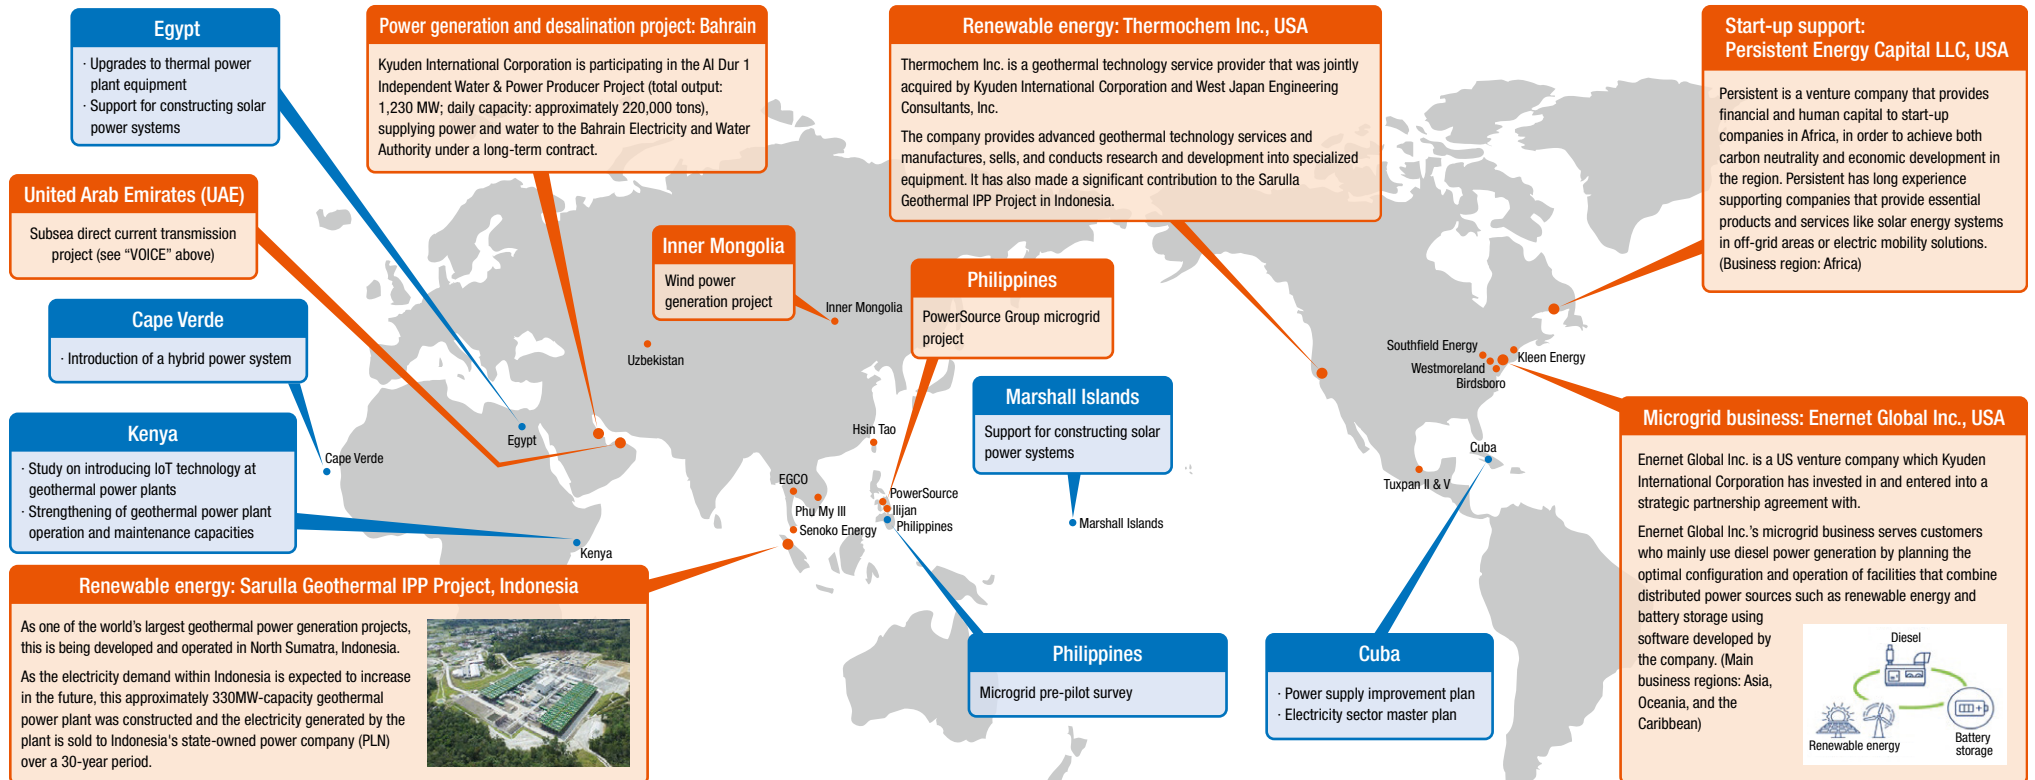 Egypt
· Upgrades to thermal power
plant equipment
· Support for constructing solar
power systems
Power generation and desalination project: Bahrain
Kyuden International Corporation is participating in the Al Dur 1
Independent Water & Power Producer Project (total output:
1,230 MW; daily capacity: approximately 220,000 tons),
supplying power and water to the Bahrain Electricity and Water
Authority under a long-term contract.
Renewable energy: Thermochem Inc., USA
Thermochem Inc. is a geothermal technology service provider that was jointly
acquired by Kyuden International Corporation and West Japan Engineering
Consultants, Inc.
The company provides advanced geothermal technology services and
manufactures, sells, and conducts research and development into specialized
equipment. It has also made a significant contribution to the Sarulla
Geothermal IPP Project in Indonesia.
Start-up support:
Persistent Energy Capital LLC, USA
Persistent is a venture company that provides
financial and human capital to start-up
companies in Africa, in order to achieve both
carbon neutrality and economic development in
the region. Persistent has long experience
supporting companies that provide essential
products and services like solar energy systems
in off-grid areas or electric mobility solutions.
(Business region: Africa)
United Arab Emirates (UAE)
Subsea direct current transmission
project (see “VOICE” above)
Inner Mongolia
Wind power
generation project
Philippines
PowerSource Group microgrid
project
Cape Verde
· Introduction of a hybrid power system
Marshall Islands
Support for constructing solar
power systems
Kenya
· Study on introducing IoT technology at
geothermal power plants
· Strengthening of geothermal power plant
operation and maintenance capacities
Inner Mongolia
Uzbekistan
Egypt
Cape Verde
Kenya
Hsin Tao
EGCO
Phu My III
Senoko Energy
PowerSource
Ilijan
Philippines
Marshall Islands
Southfield Energy
Kleen Energy
Westmoreland
Birdsboro
Cuba
Tuxpan II & V
Microgrid business: Enernet Global Inc., USA
Enernet Global Inc. is a US venture company which Kyuden
International Corporation has invested in and entered into a
strategic partnership agreement with.
Enernet Global Inc.’s microgrid business serves customers
who mainly use diesel power generation by planning the
optimal configuration and operation of facilities that combine
distributed power sources such as renewable energy and
battery storage using
software developed by
the company. (Main
business regions: Asia,
Oceania, and the
Caribbean)
Diesel
Renewable energy
Battery
storage
Renewable energy: Sarulla Geothermal IPP Project, Indonesia
As one of the world’s largest geothermal power generation projects,
this is being developed and operated in North Sumatra, Indonesia.
As the electricity demand within Indonesia is expected to increase
in the future, this approximately 330MW-capacity geothermal
power plant was constructed and the electricity generated by the
plant is sold to Indonesia's state-owned power company (PLN)
over a 30-year period.
Philippines
Microgrid pre-pilot survey
Cuba
· Power supply improvement plan
· Electricity sector master plan